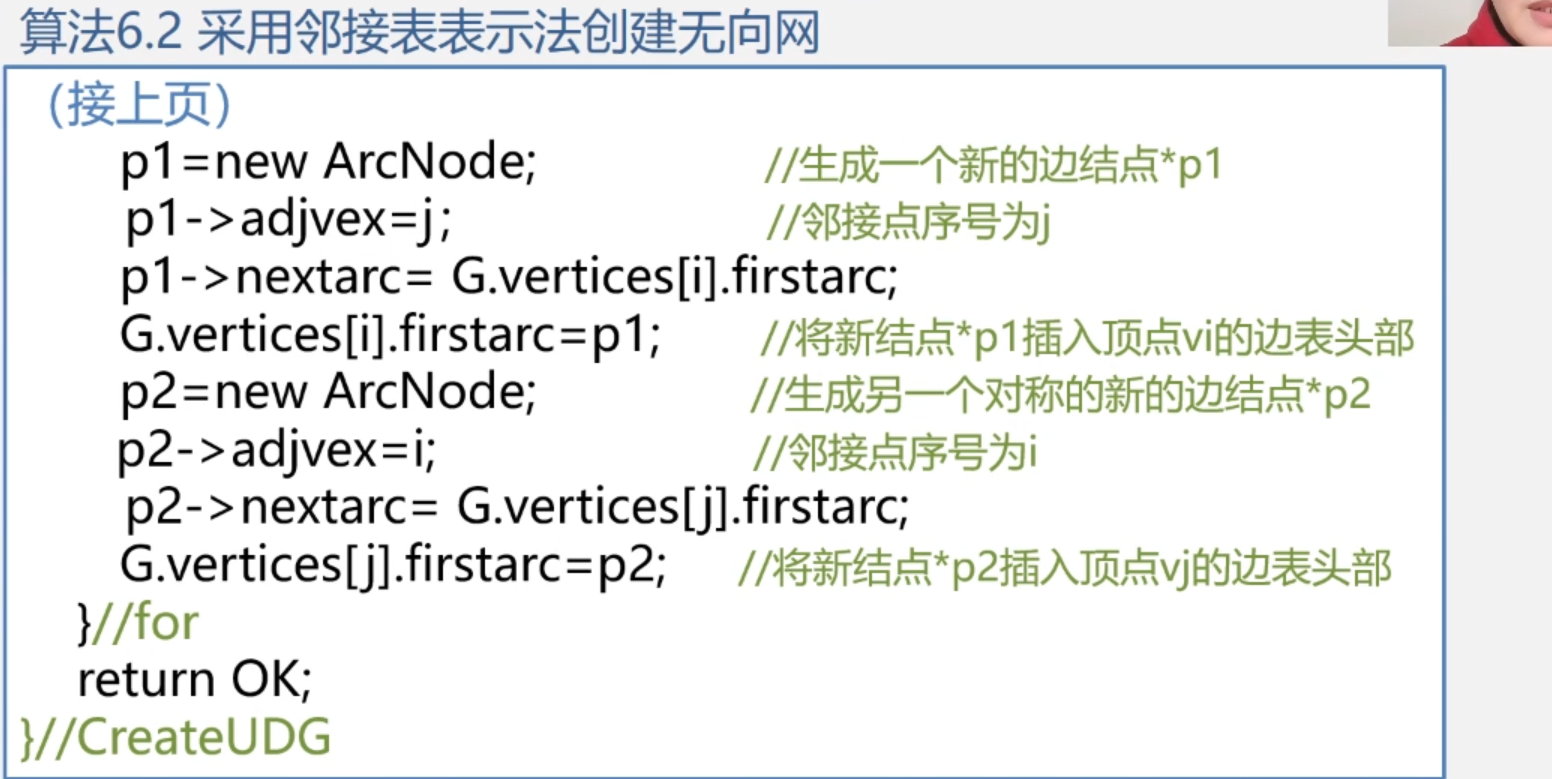 算法6.2 采用邻接表表示法创建无向网
（接上页）
p1=new ArcNode; //生成一个新的边结点*p1
p1->adjvex=j; //邻接点序号为j
p1->nextarc= G.vertices[i].firstarc;
G.vertices[i].firstarc=p1; //将新结点*p1插入顶点vi的边表头部
p2=new ArcNode; //生成另一个对称的新的边结点*p2
p2->adjvex=i; //邻接点序号为i
p2->nextarc= G.vertices[j].firstarc;
G.vertices[j].firstarc=p2; //将新结点*p2插入顶点vj的边表头部
}//for
return OK;
}//CreateUDG